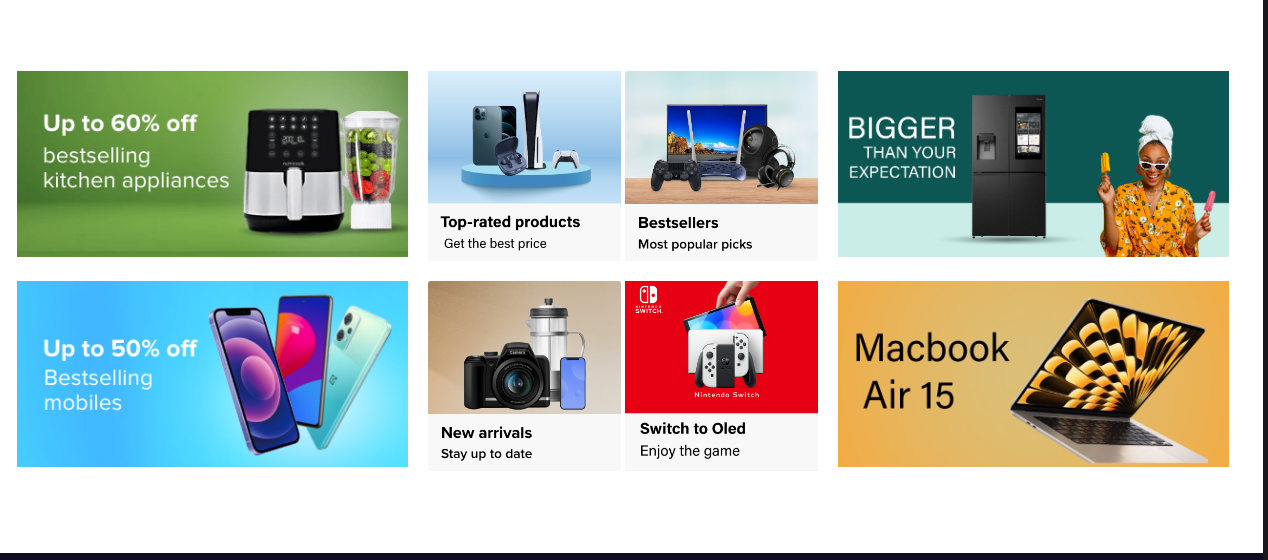 Up to 60% off
bestselling
kitchen appliances
Top-rated products
Get the best price
Bestsellers
Most popular picks
BIGGER
THAN YOUR
EXPECTATION
Up to 50% off
Bestselling
mobiles
New arrivals
Stay up to date
NINTENDO
SWITCH
Nintendo Switch
Switch to Oled
Enjoy the game
Macbook
Air 15